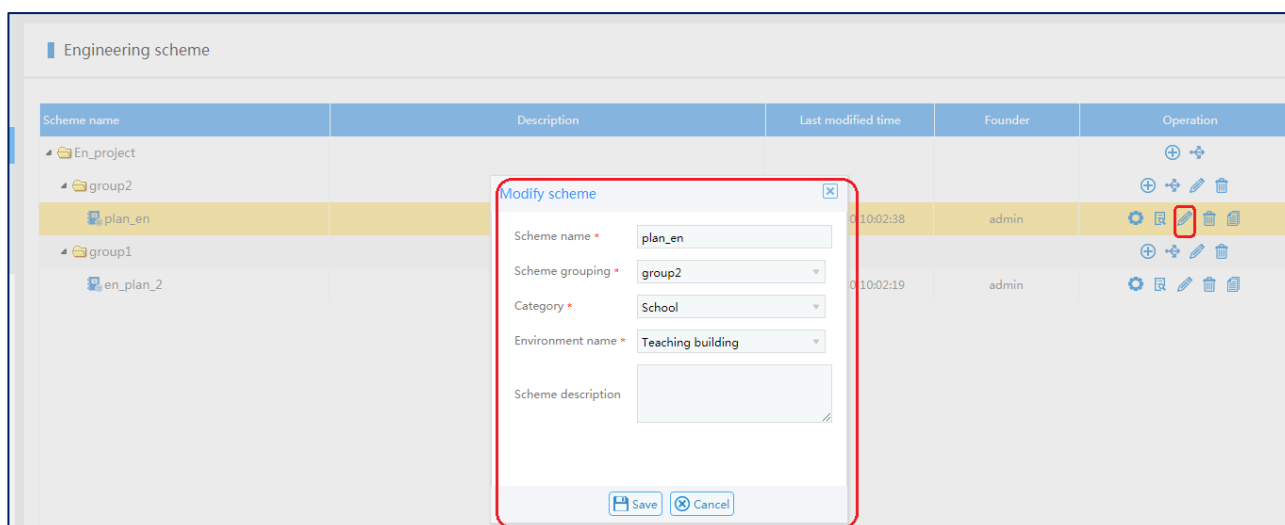 Engineering scheme
Scheme name Description Last modified time Founder Operation
En_project
group2
Modify scheme
plan_en 0 10:02:38 admin
Scheme name * plan_en
group1
Scheme grouping * group2
en_plan_2 0 10:02:19 admin
Category * School
Environment name * Teaching building
Scheme description
Save Cancel